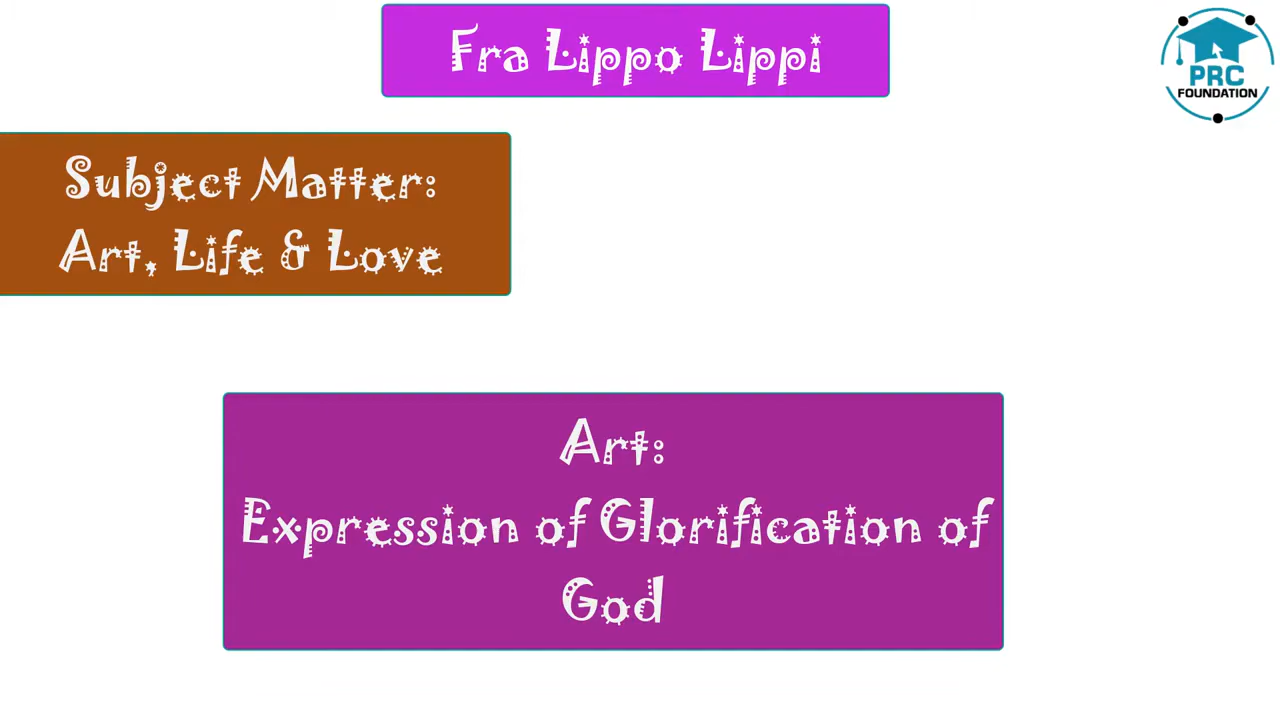 Fra Lippo Lippi
PRC
FOUNDATION
Subject Matter:
Art, Life & Love
Art:
Expression of Glorification of
God